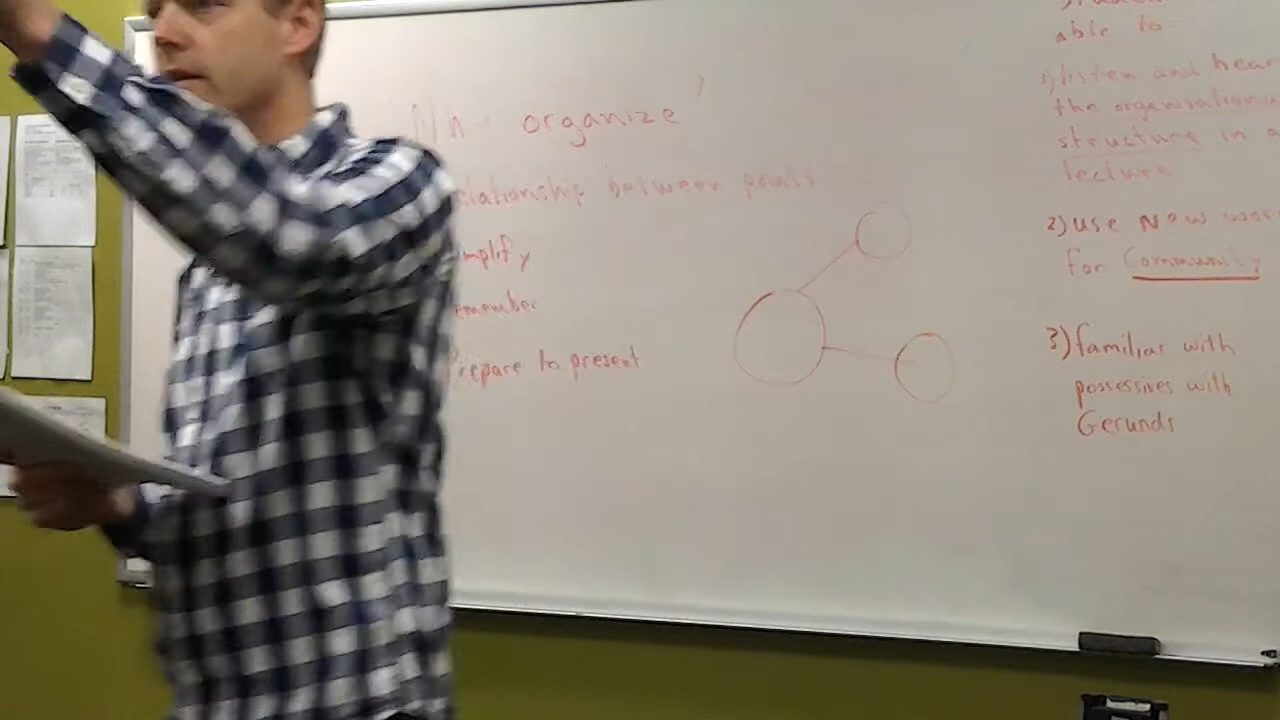 organize
relationship between points
simplify
remember
Prepare to present
able to
1) listen and hear
the organization
structure in a
lecture
2) use New
for Community
3) familiar with
possessives with
Gerunds